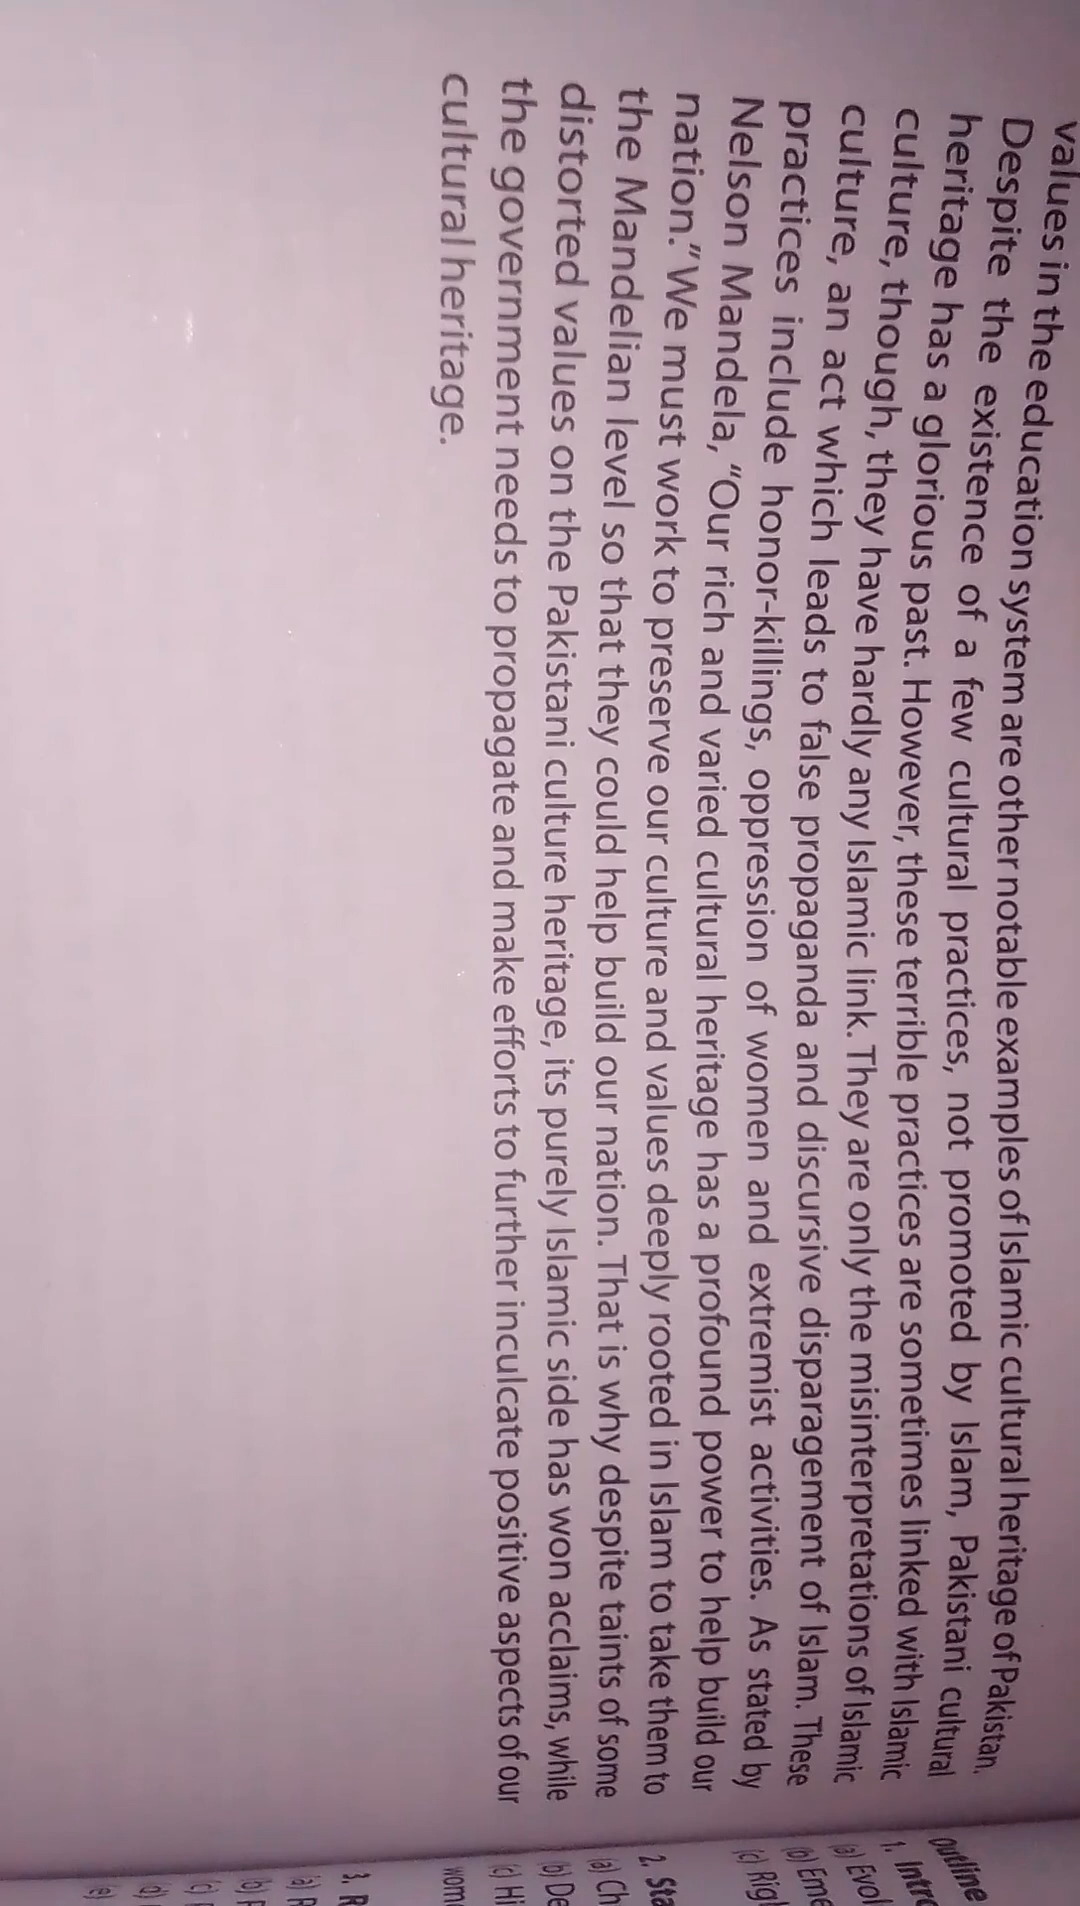 values in the education system are other notable examples of Islamic cultural heritage of Pakistan.
Despite the existence of a few cultural practices, not promoted by Islam, Pakistani cultural
heritage has a glorious past. However, these terrible practices are sometimes linked with Islamic
culture, though, they have hardly any Islamic link. They are only the misinterpretations of Islamic
culture, an act which leads to false propaganda and discursive disparagement of Islam. These
practices include honor-killings, oppression of women and extremist activities. As stated by
Nelson Mandela, “Our rich and varied cultural heritage has a profound power to help build our
nation.” We must work to preserve our culture and values deeply rooted in Islam to take them to
the Mandelian level so that they could help build our nation. That is why despite taints of some
distorted values on the Pakistani culture heritage, its purely Islamic side has won acclaims, while
the government needs to propagate and make efforts to further inculcate positive aspects of our
cultural heritage.
outline
1. Intro
(a) Evol
(b) Eme
(c) Righ
2. Sta
(a) Ch
(b) De
(c) Hi
wom
3. R
(a)
(b)
(c)
(d)
(e)